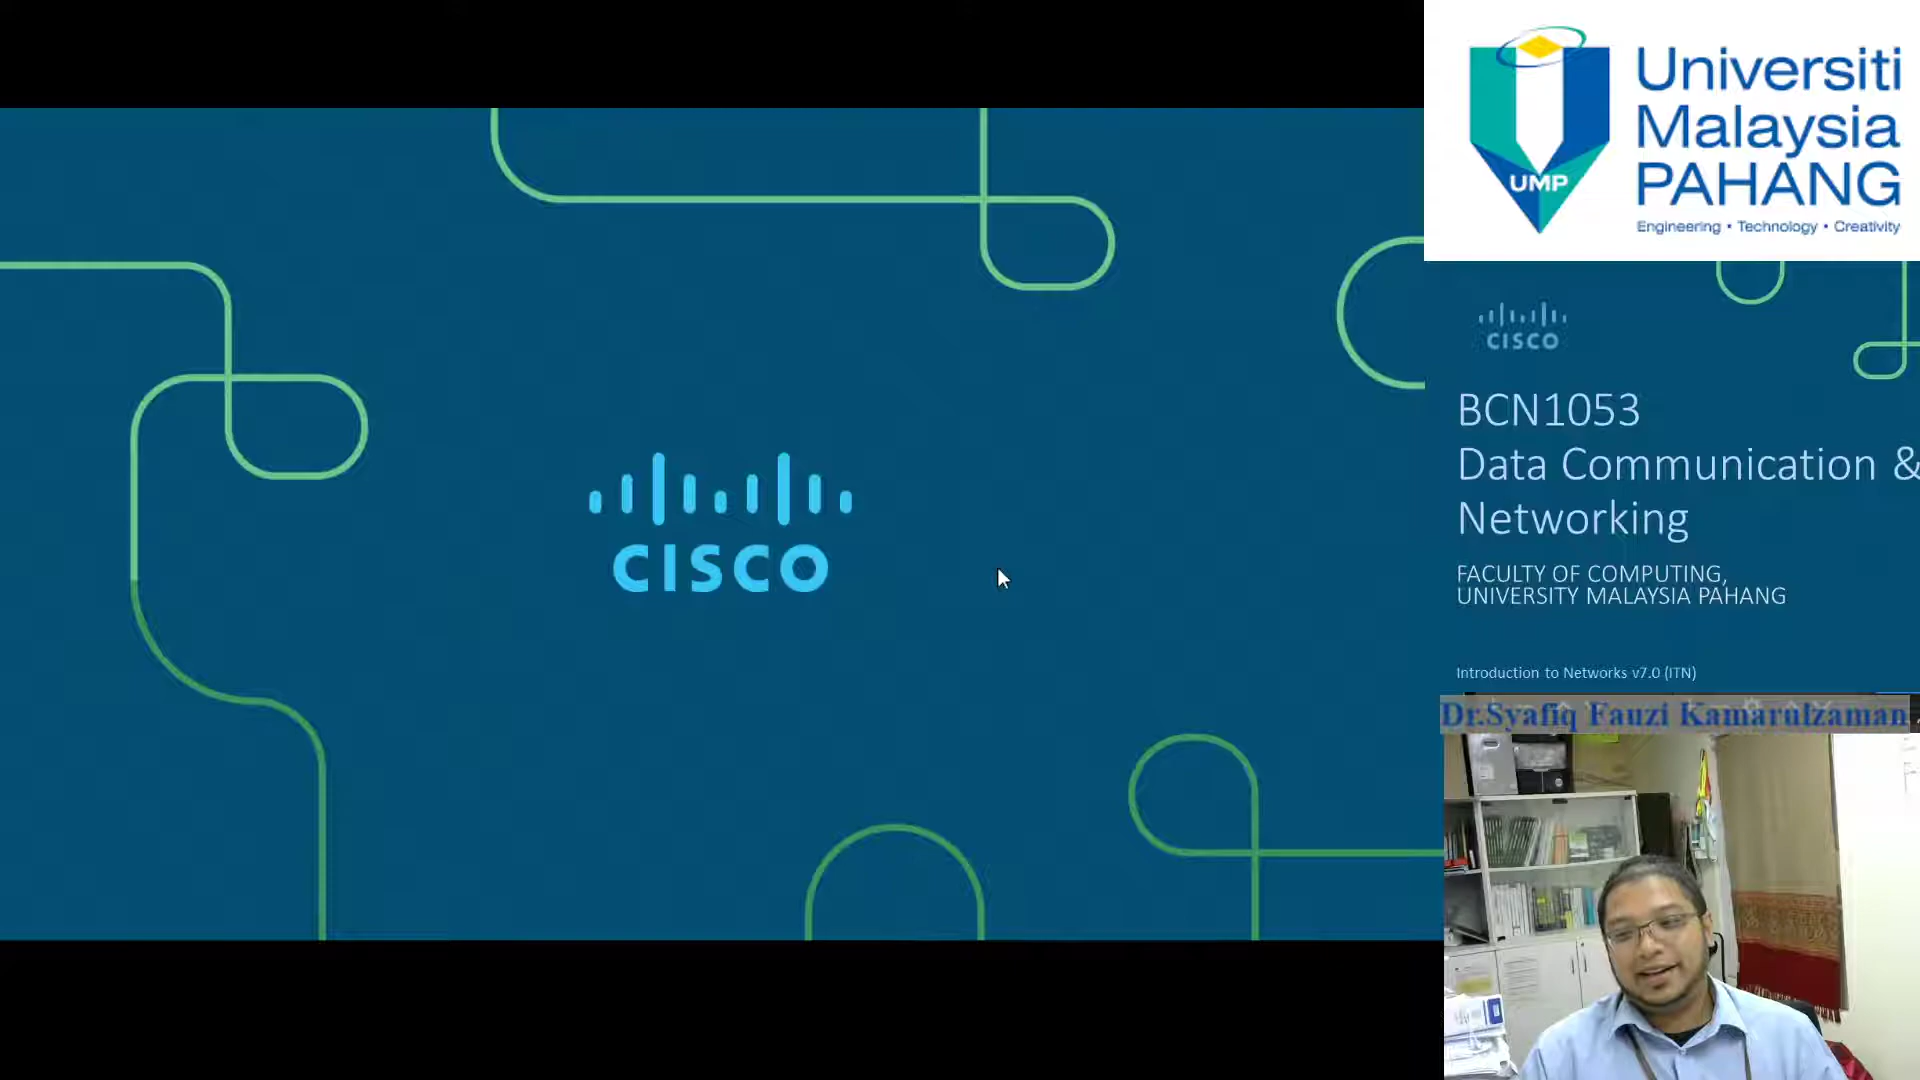 CISCO
UMP
Universiti
Malaysia
PAHANG
Engineering • Technology • Creativity
CISCO
BCN1053
Data Communication &
Networking
FACULTY OF COMPUTING,
UNIVERSITY MALAYSIA PAHANG
Introduction to Networks v7.0 (ITN)
Dr.Syafiq Fauzi Kamarulzaman